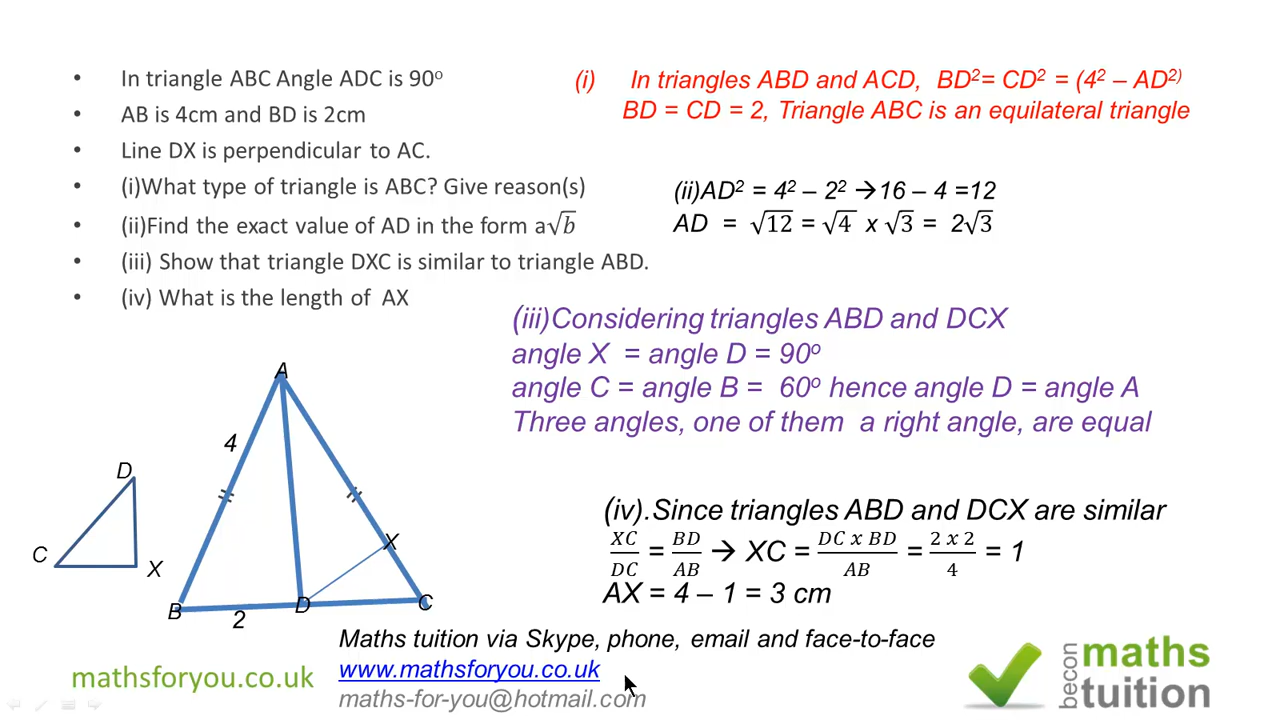 • In triangle ABC Angle ADC is 90°
• AB is 4cm and BD is 2cm
• Line DX is perpendicular to AC.
• (i)What type of triangle is ABC? Give reason(s)
• (ii)Find the exact value of AD in the form a√b
• (iii) Show that triangle DXC is similar to triangle ABD.
• (iv) What is the length of AX
(i) In triangles ABD and ACD, BD² = CD² = (4² – AD²⁾
BD = CD = 2, Triangle ABC is an equilateral triangle
(ii)AD² = 4² – 2² →16 – 4 =12
AD = √12 = √4 x √3 = 2√3
(iii)Considering triangles ABD and DCX
angle X = angle D = 90°
angle C = angle B = 60° hence angle D = angle A
Three angles, one of them a right angle, are equal
(iv).Since triangles ABD and DCX are similar
XC/DC = BD/AB → XC = DC x BD/AB = 2 x 2/4 = 1
AX = 4 – 1 = 3 cm
A
4
D
C
X
X
B
2
D
C
Maths tuition via Skype, phone, email and face-to-face
www.mathsforyou.co.uk
maths-for-you@hotmail.com
mathsforyou.co.uk
becon
maths
tuition